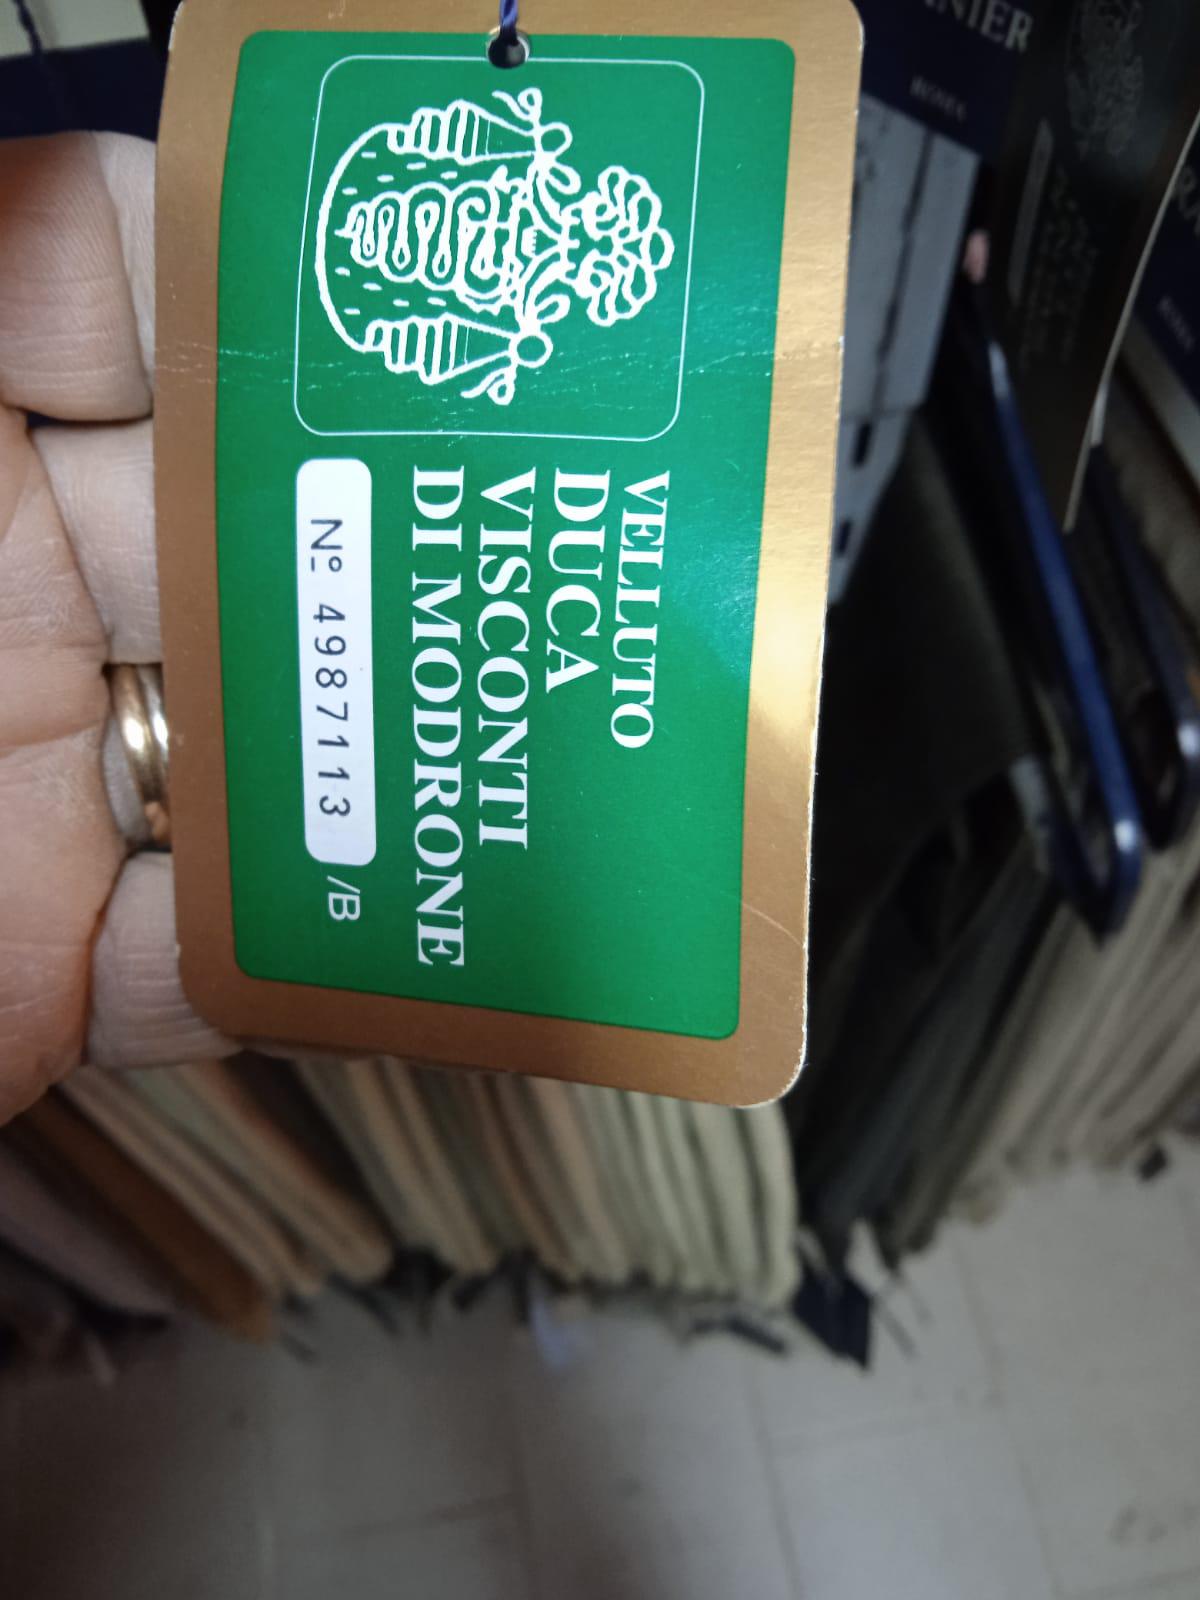 VELLUTO
DUCA
VISCONTI
DI MODRONE
Nº 4987113 /B